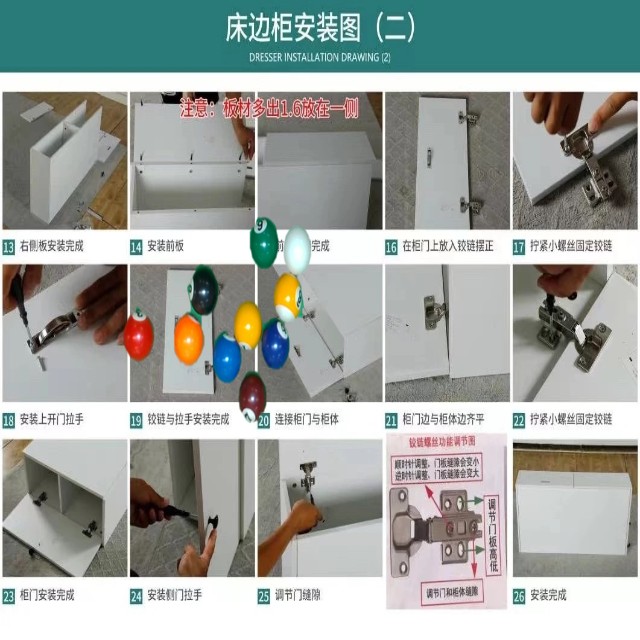 床边柜安装图（二）
DRESSER INSTALLATION DRAWING (2)
注意：板材多出1.6放在一侧
13 右侧板安装完成
14 安装前板
完成
16 在柜门上放入铰链摆正
17 拧紧小螺丝固定铰链
9
18 安装上开门拉手
19 铰链与拉手安装完成
20 连接柜门与柜体
21 柜门边与柜体边齐平
22 拧紧小螺丝固定铰链
铰链螺丝功能调节图
顺时针调整，门板缝隙会变小
逆时针调整，门板缝隙会变大
调节门板高低
调节门和柜体缝隙
23 柜门安装完成
24 安装侧门拉手
25 调节门缝隙
26 安装完成